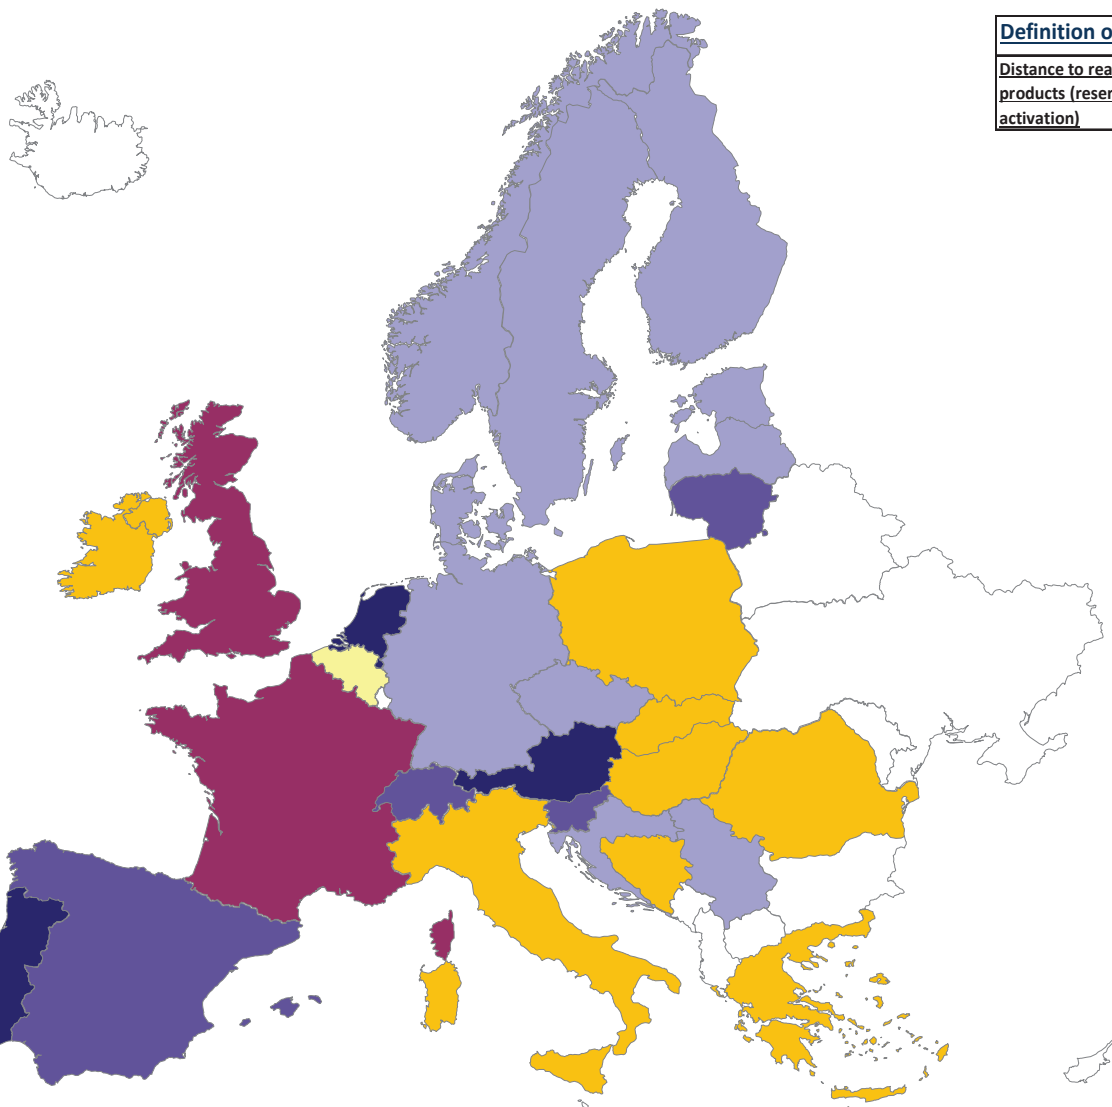 Definition o
Distance to rea
products (reser
activation)